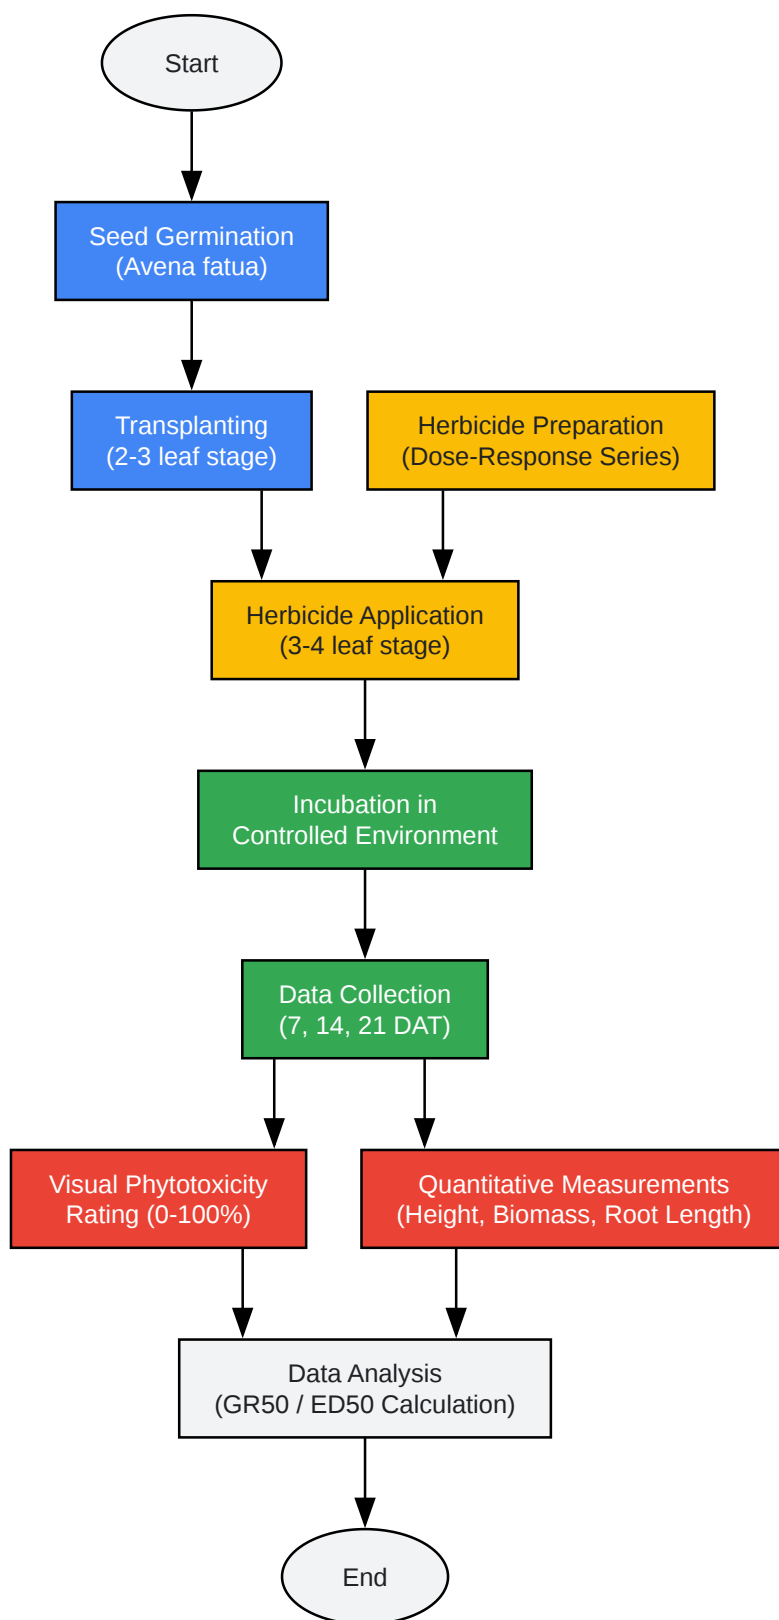 Start
Seed Germination
(Avena fatua)
Transplanting
(2-3 leaf stage)
Herbicide Preparation
(Dose-Response Series)
Herbicide Application
(3-4 leaf stage)
Incubation in
Controlled Environment
Data Collection
(7, 14, 21 DAT)
Visual Phytotoxicity
Rating (0-100%)
Quantitative Measurements
(Height, Biomass, Root Length)
Data Analysis
(GR50 / ED50 Calculation)
End